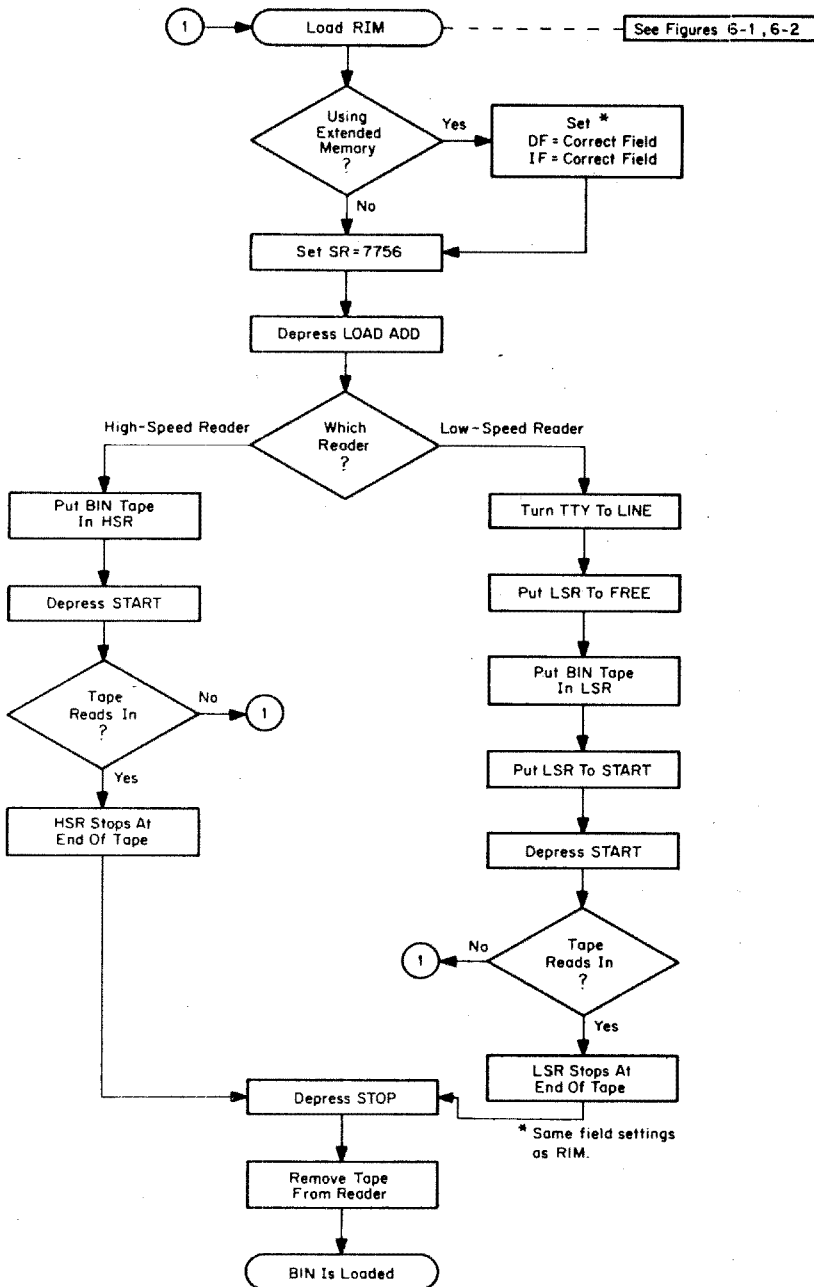 1
Load RIM
See Figures 6-1, 6-2
Using
Extended
Memory
?
Yes
Set *
DF = Correct Field
IF = Correct Field
No
Set SR = 7756
Depress LOAD ADD
High-Speed Reader
Which
Reader
?
Low-Speed Reader
Put BIN Tape
In HSR
Depress START
Tape
Reads In
?
No
1
Yes
HSR Stops At
End Of Tape
Turn TTY To LINE
Put LSR To FREE
Put BIN Tape
In LSR
Put LSR To START
Depress START
Tape
Reads In
?
No
1
Yes
LSR Stops At
End Of Tape
Depress STOP
* Same field settings
as RIM.
Remove Tape
From Reader
BIN Is Loaded